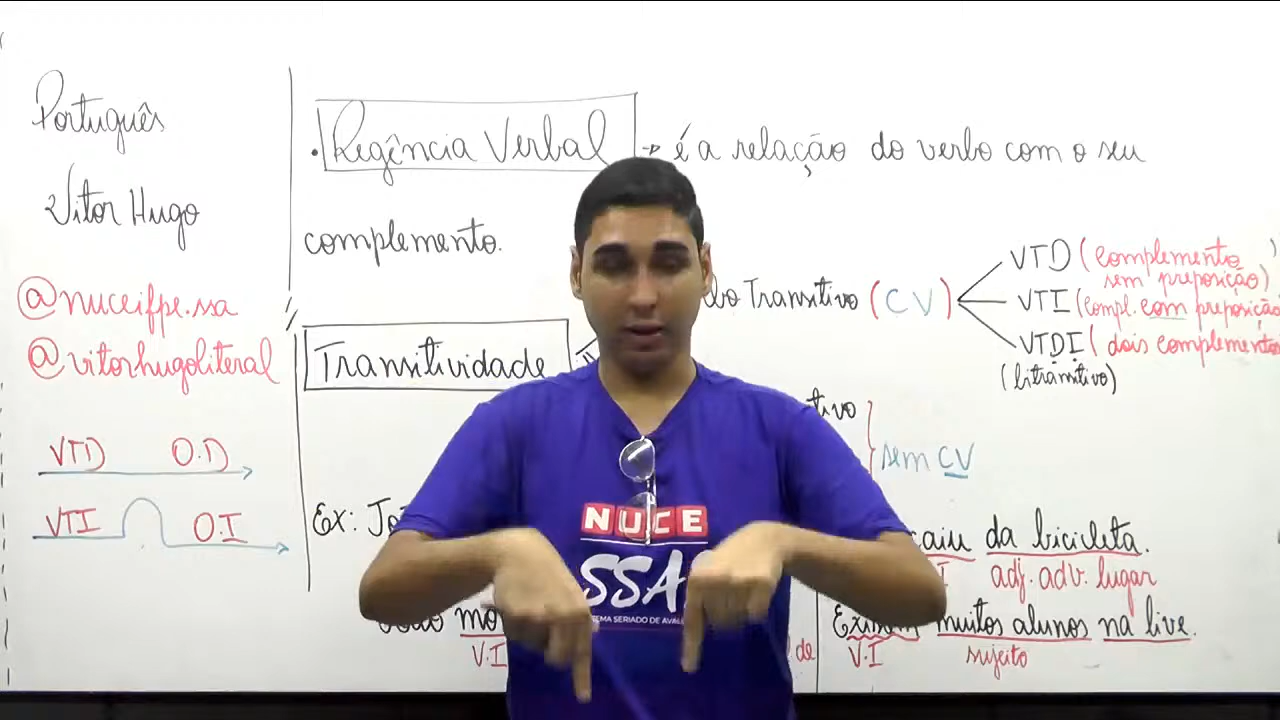 Português
Vitor Hugo
@nuceifpe.ssa
@vitorhugoliteral
VTD O.D
VTI O.I
• Regência Verbal → é a relação do verbo com o seu
complemento.
Transitividade
Transitivo (CV)
VTD (complemento
sem preposição)
VTI (compl. com preposição
VTDI (dois complementos
(bitransitivo)
sem CV
Ex:
da bicicleta.
adj. adv. lugar
V.I
muitos alunos na live.
V.I sujeito
de
NUCE
SSA